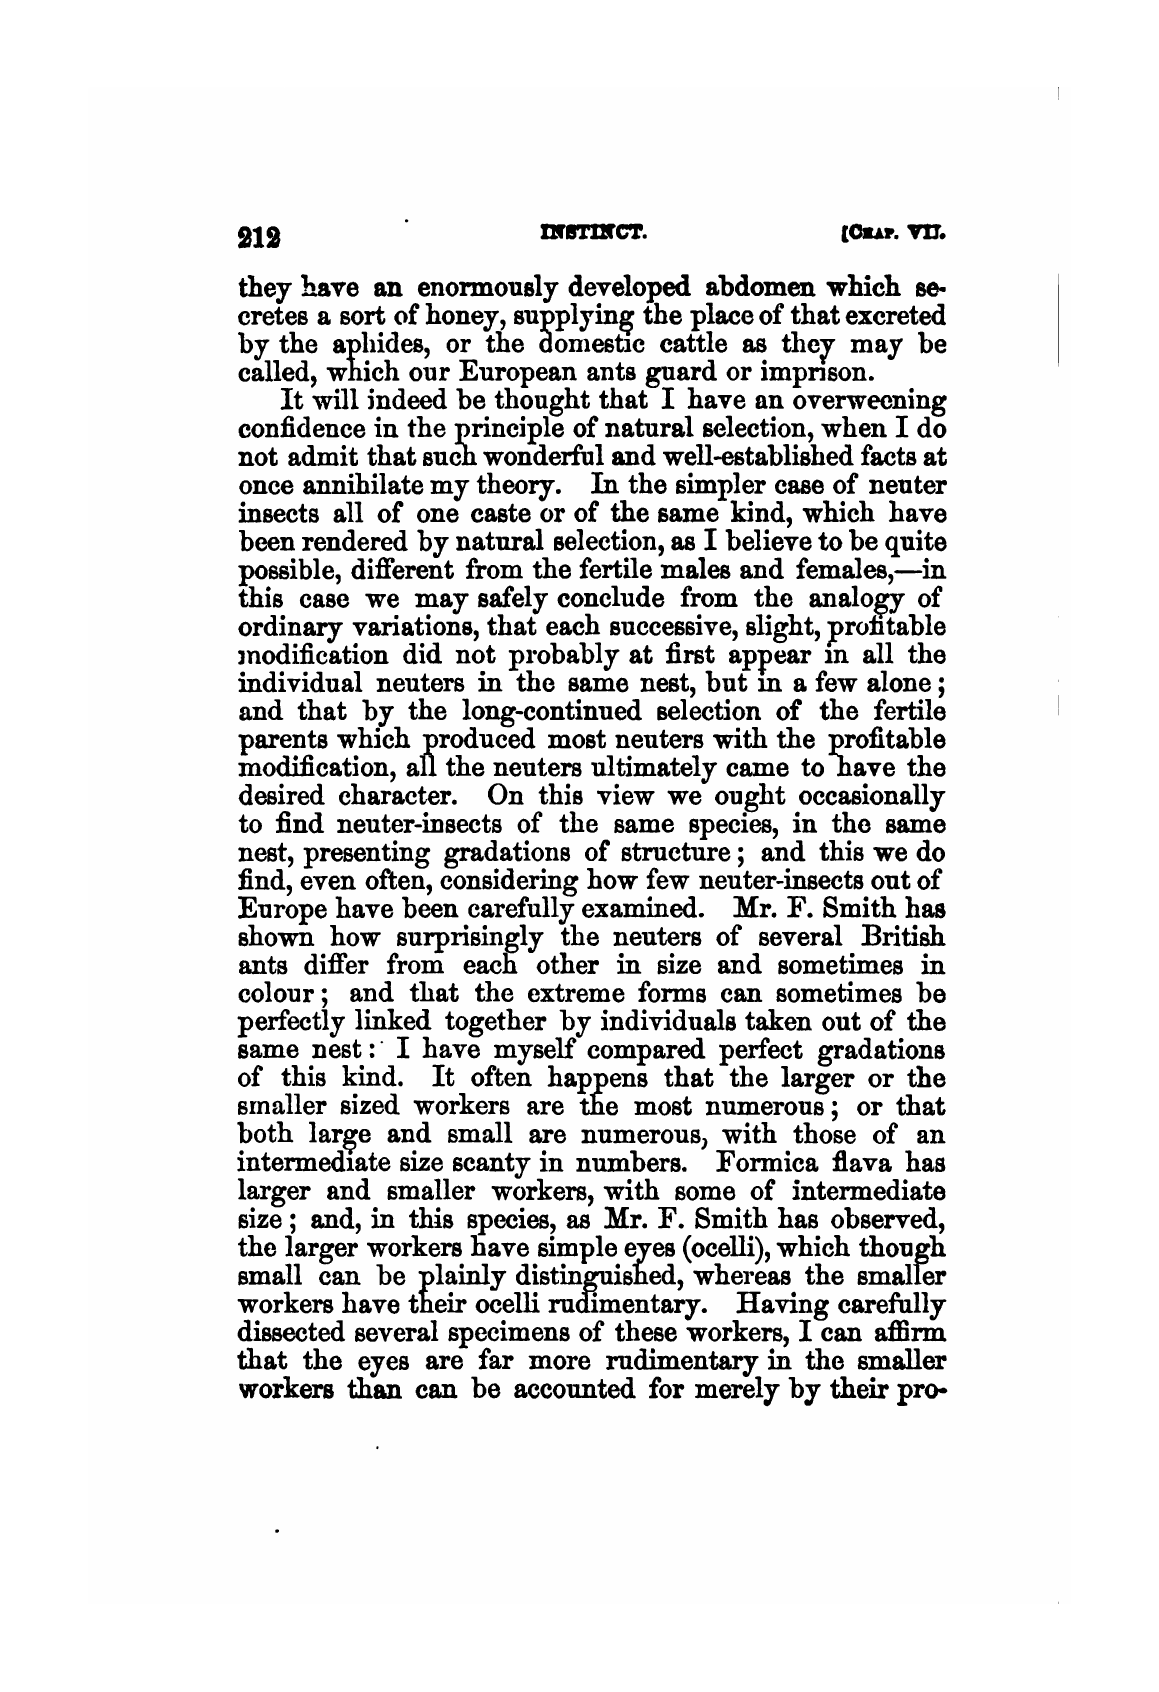 212 INSTINCT. [CHAP. VII.
they have an enormously developed abdomen which se-
cretes a sort of honey, supplying the place of that excreted
by the aphides, or the domestic cattle as they may be
called, which our European ants guard or imprison.
It will indeed be thought that I have an overweening
confidence in the principle of natural selection, when I do
not admit that such wonderful and well-established facts at
once annihilate my theory. In the simpler case of neuter
insects all of one caste or of the same kind, which have
been rendered by natural selection, as I believe to be quite
possible, different from the fertile males and females,—in
this case we may safely conclude from the analogy of
ordinary variations, that each successive, slight, profitable
modification did not probably at first appear in all the
individual neuters in the same nest, but in a few alone;
and that by the long-continued selection of the fertile
parents which produced most neuters with the profitable
modification, all the neuters ultimately came to have the
desired character. On this view we ought occasionally
to find neuter-insects of the same species, in the same
nest, presenting gradations of structure; and this we do
find, even often, considering how few neuter-insects out of
Europe have been carefully examined. Mr. F. Smith has
shown how surprisingly the neuters of several British
ants differ from each other in size and sometimes in
colour; and that the extreme forms can sometimes be
perfectly linked together by individuals taken out of the
same nest: I have myself compared perfect gradations
of this kind. It often happens that the larger or the
smaller sized workers are the most numerous; or that
both large and small are numerous, with those of an
intermediate size scanty in numbers. Formica flava has
larger and smaller workers, with some of intermediate
size; and, in this species, as Mr. F. Smith has observed,
the larger workers have simple eyes (ocelli), which though
small can be plainly distinguished, whereas the smaller
workers have their ocelli rudimentary. Having carefully
dissected several specimens of these workers, I can affirm
that the eyes are far more rudimentary in the smaller
workers than can be accounted for merely by their pro-